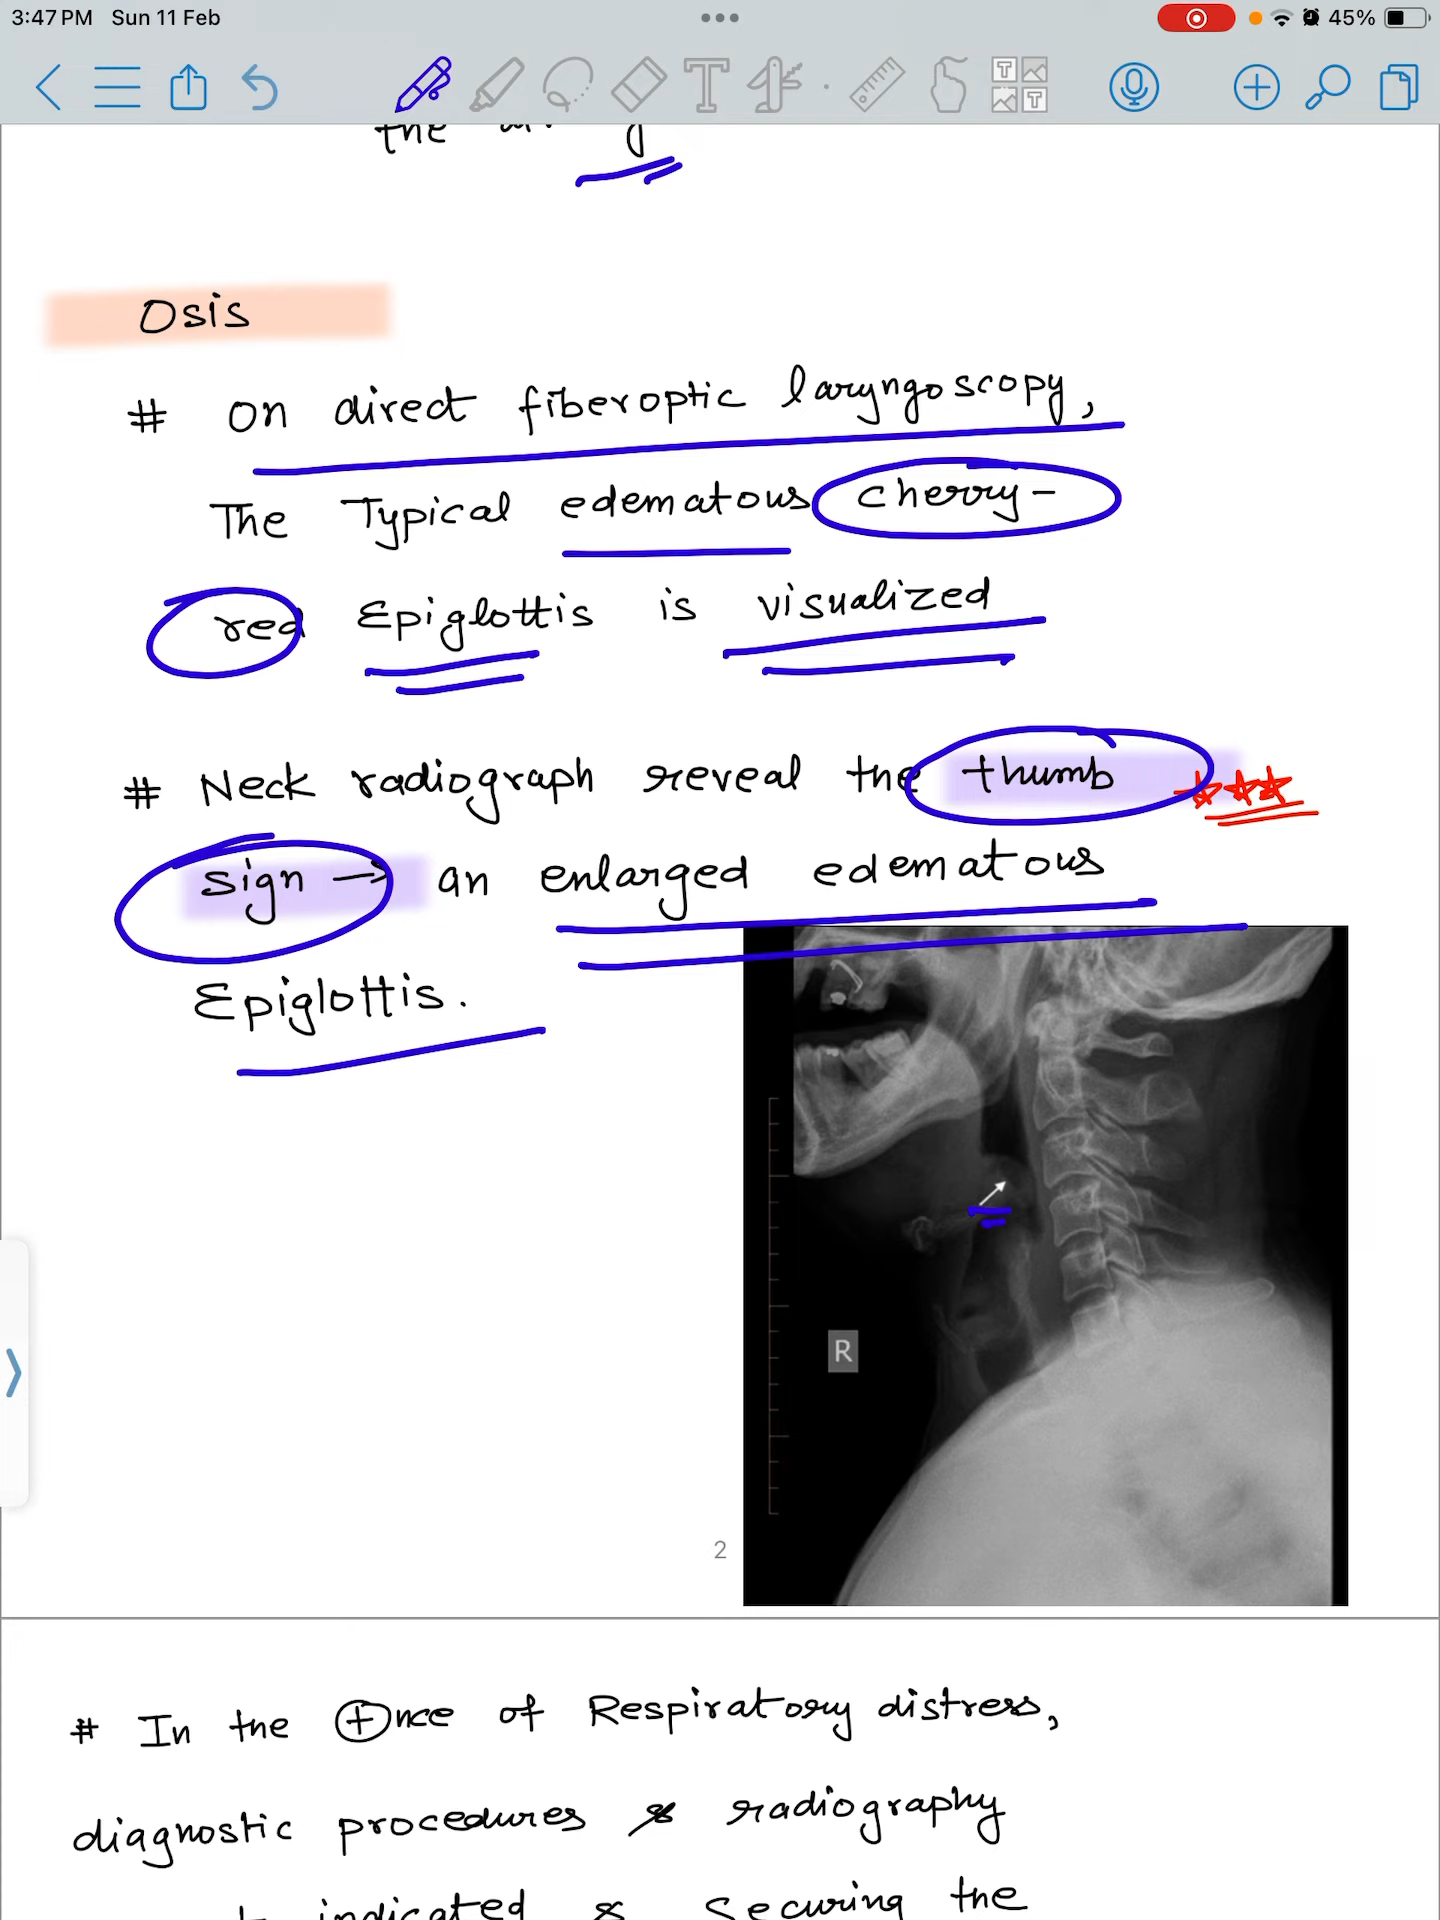 3:47 PM Sun 11 Feb
45%
the
Osis
# on direct fiberoptic laryngoscopy,
The Typical edematous cherry-
red Epiglottis is visualized
# Neck radiograph reveal the thumb
sign → an enlarged edematous
Epiglottis.
R
2
# In the ⊕nce of Respiratory distress,
diagnostic procedures & radiography
indicated & securing the